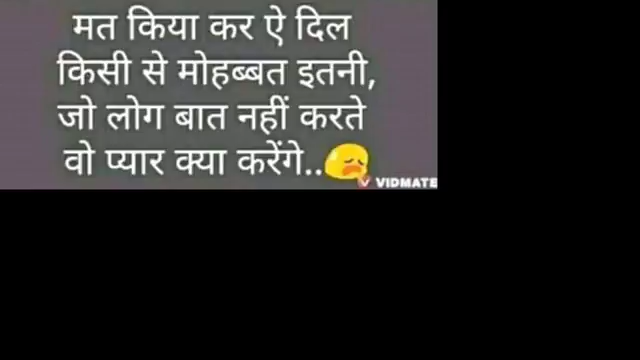 मत किया कर ऐ दिल
किसी से मोहब्बत इतनी,
जो लोग बात नहीं करते
वो प्यार क्या करेंगे..😥
VIDMATE